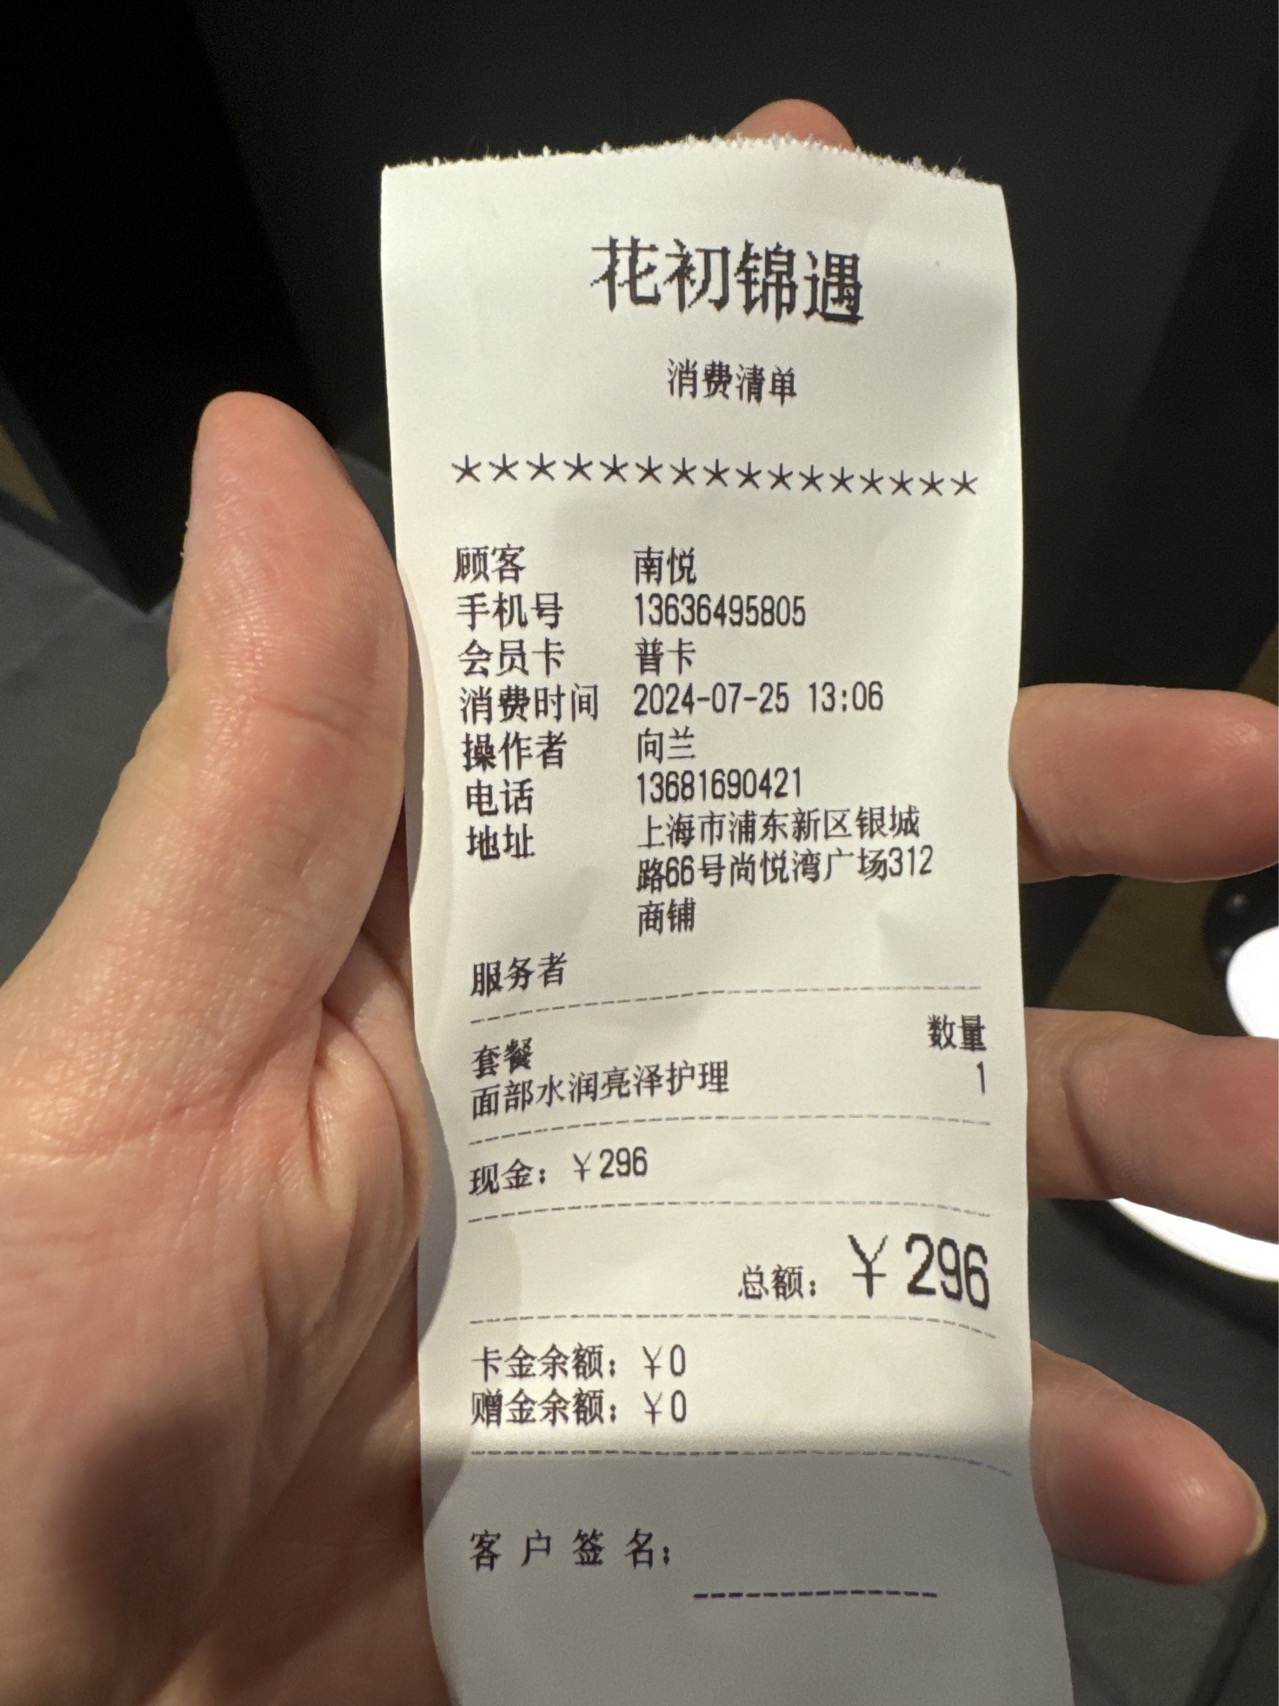 花初锦遇
消费清单
***************
顾客 南悦
手机号 13636495805
会员卡 普卡
消费时间 2024-07-25 13:06
操作者 向兰
电话 13681690421
地址 上海市浦东新区银城
路66号尚悦湾广场312
商铺
服务者
套餐 数量
面部水润亮泽护理 1
现金：￥296
总额：￥296
卡金余额：￥0
赠金余额：￥0
客户签名：